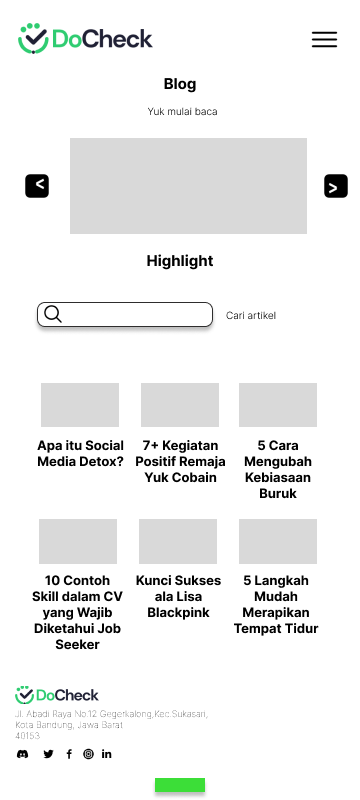 DoCheck
Blog
Yuk mulai baca
<
>
Highlight
Cari artikel
Apa itu Social
Media Detox?
7+ Kegiatan
Positif Remaja
Yuk Cobain
5 Cara
Mengubah
Kebiasaan
Buruk
10 Contoh
Skill dalam CV
yang Wajib
Diketahui Job
Seeker
Kunci Sukses
ala Lisa
Blackpink
5 Langkah
Mudah
Merapikan
Tempat Tidur
DoCheck
Jl. Abadi Raya No.12 Gegerkalong,Kec.Sukasari,
Kota Bandung, Jawa Barat
40153